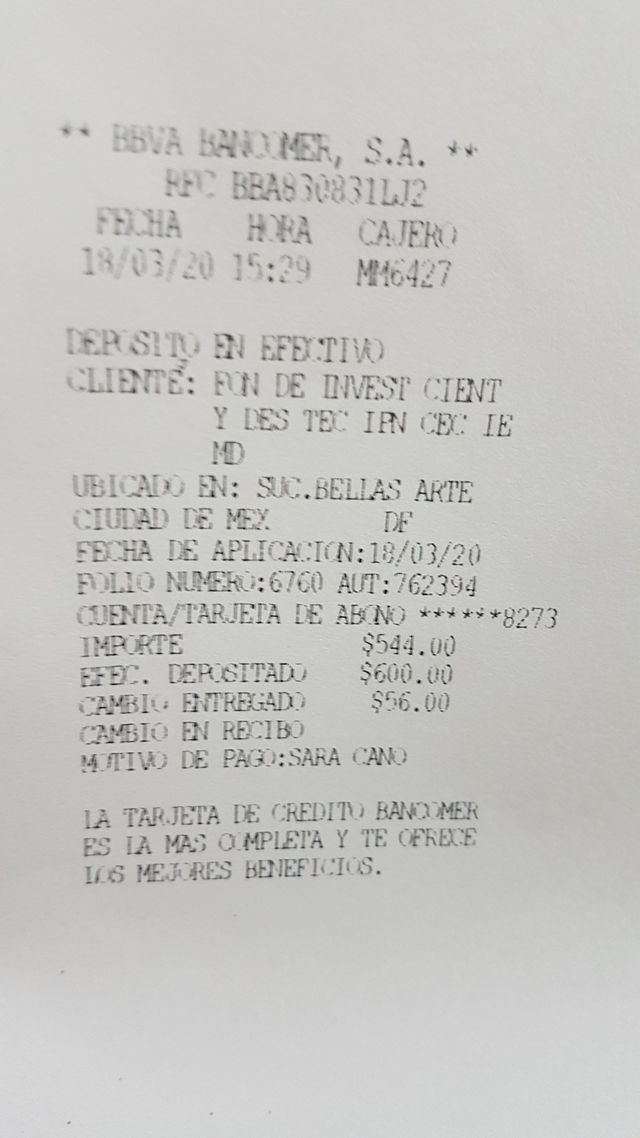 ** BBVA BANCOMER, S.A. **
RFC BBA830831LJ2
FECHA HORA CAJERO
18/03/20 15:29 MM6427
DEPOSITO EN EFECTIVO
CLIENTE: FON DE INVEST CIENT
Y DES TEC IPN CEC IE
MD
UBICADO EN: SUC.BELLAS ARTE
CIUDAD DE MEX DF
FECHA DE APLICACION:18/03/20
FOLIO NUMERO:6760 AUT:762394
CUENTA/TARJETA DE ABONO ******8273
IMPORTE $544.00
EFEC. DEPOSITADO $600.00
CAMBIO ENTREGADO $56.00
CAMBIO EN RECIBO
MOTIVO DE PAGO:SARA CANO
LA TARJETA DE CREDITO BANCOMER
ES LA MAS COMPLETA Y TE OFRECE
LOS MEJORES BENEFICIOS.